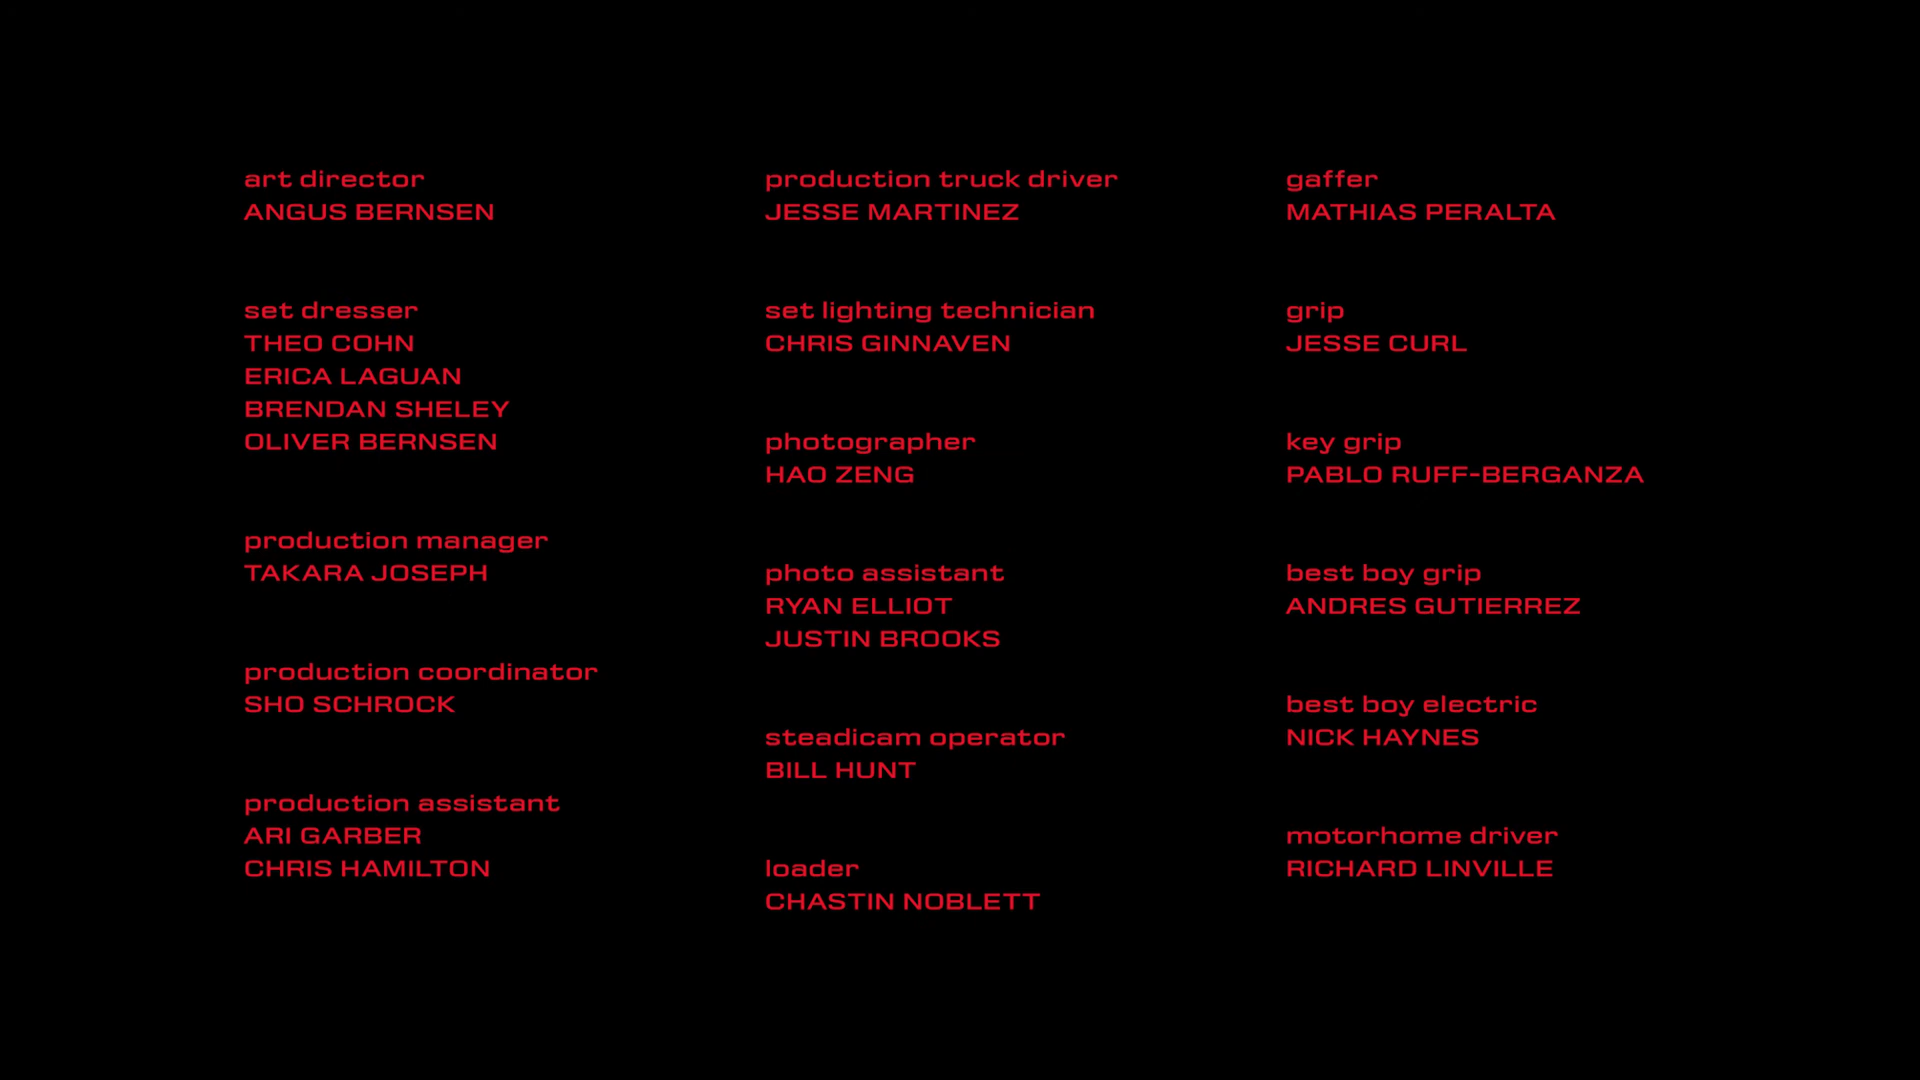 art director
ANGUS BERNSEN
set dresser
THEO COHN
ERICA LAGUAN
BRENDAN SHELEY
OLIVER BERNSEN
production manager
TAKARA JOSEPH
production coordinator
SHO SCHROCK
production assistant
ARI GARBER
CHRIS HAMILTON
production truck driver
JESSE MARTINEZ
set lighting technician
CHRIS GINNAVEN
photographer
HAO ZENG
photo assistant
RYAN ELLIOT
JUSTIN BROOKS
steadicam operator
BILL HUNT
loader
CHASTIN NOBLETT
gaffer
MATHIAS PERALTA
grip
JESSE CURL
key grip
PABLO RUFF-BERGANZA
best boy grip
ANDRES GUTIERREZ
best boy electric
NICK HAYNES
motorhome driver
RICHARD LINVILLE